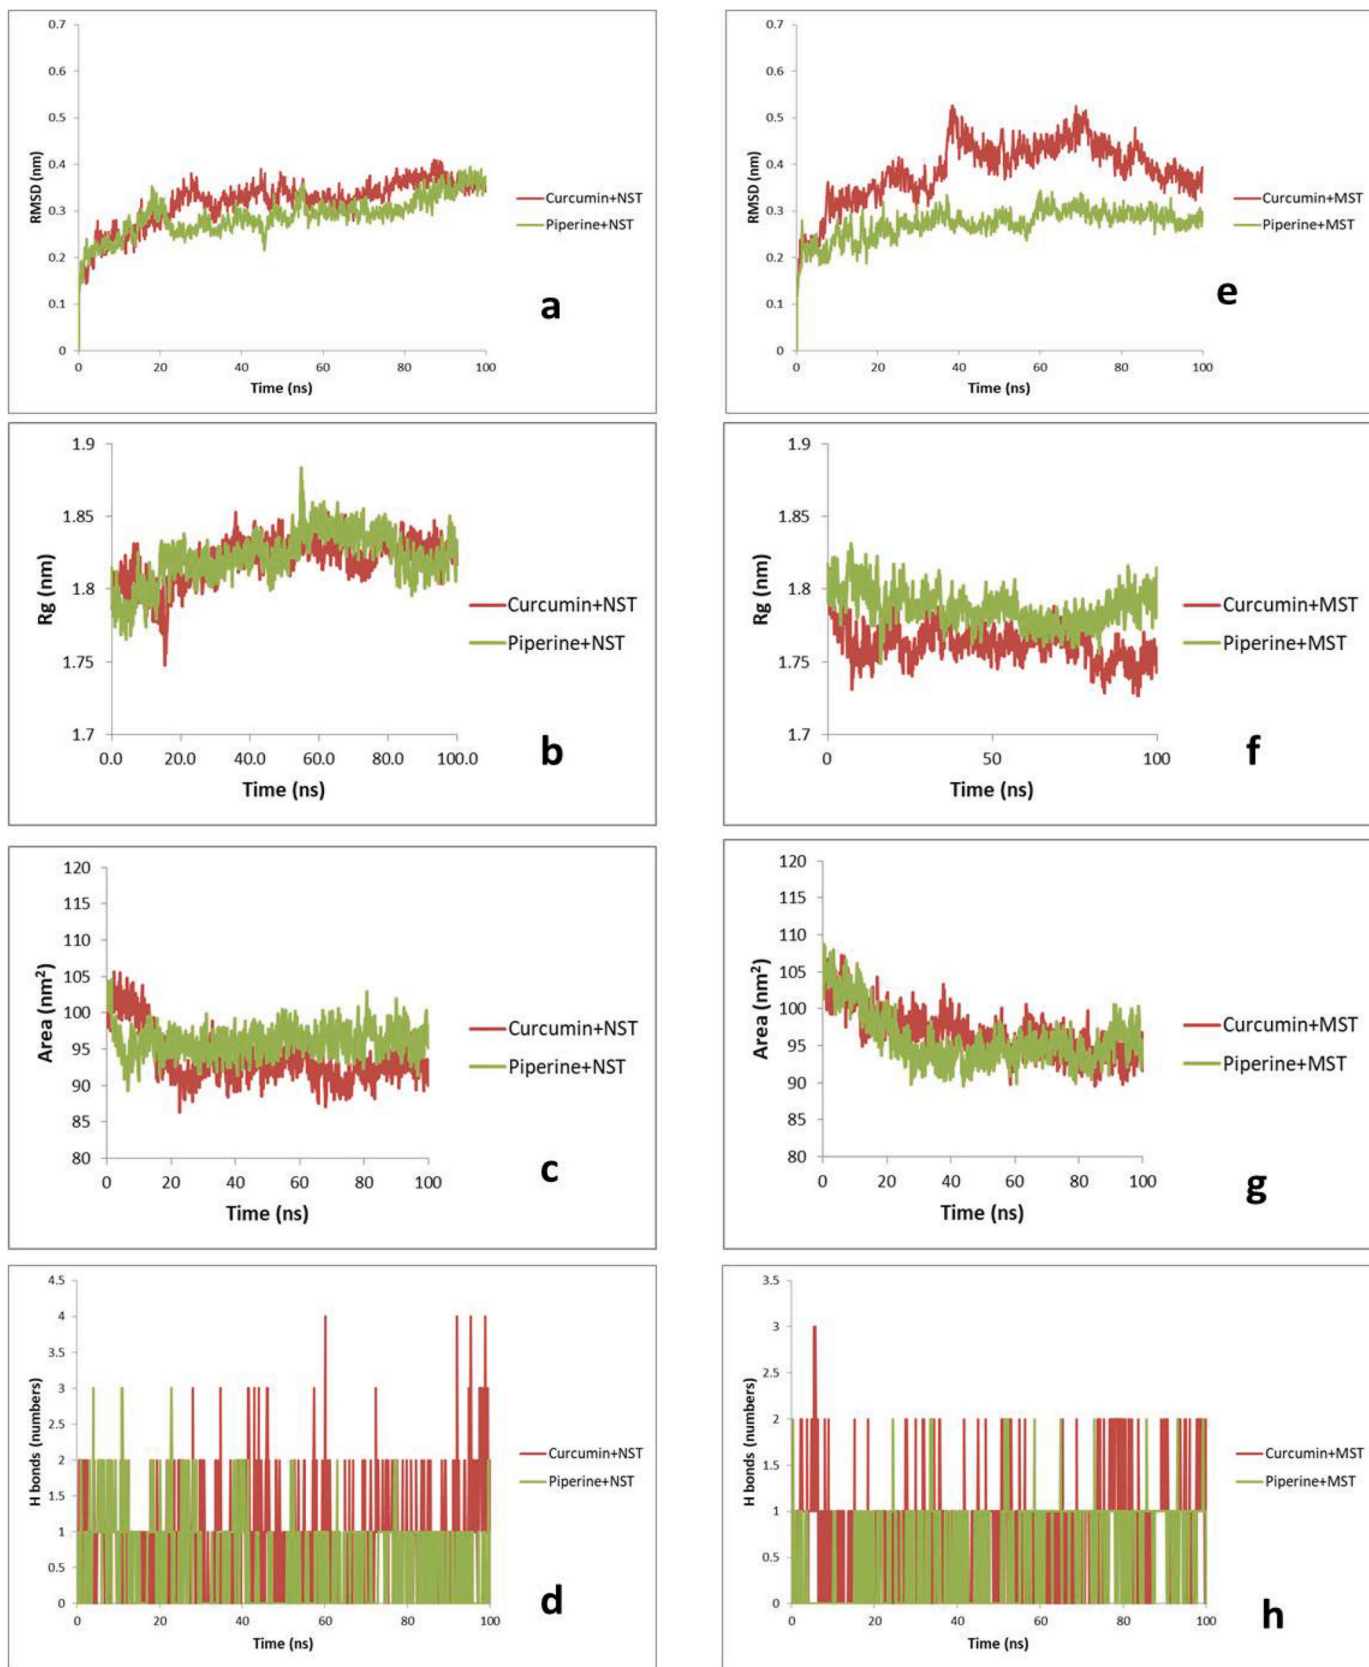 0.7
0.6
0.5
0.4
0.3
0.2
0.1
0
RMSD (nm)
0 20 40 60 80 100
Time (ns)
Curcumin+NST
Piperine+NST
a
0.7
0.6
0.5
0.4
0.3
0.2
0.1
0
RMSD (nm)
0 20 40 60 80 100
Time (ns)
Curcumin+MST
Piperine+MST
e
1.9
1.85
1.8
1.75
1.7
Rg (nm)
0.0 20.0 40.0 60.0 80.0 100.0
Time (ns)
Curcumin+NST
Piperine+NST
b
1.9
1.85
1.8
1.75
1.7
Rg (nm)
0 50 100
Time (ns)
Curcumin+MST
Piperine+MST
f
120
115
110
105
100
95
90
85
80
Area (nm²)
0 20 40 60 80 100
Time (ns)
Curcumin+NST
Piperine+NST
c
120
115
110
105
100
95
90
85
80
Area (nm²)
0 20 40 60 80 100
Time (ns)
Curcumin+MST
Piperine+MST
g
4.5
4
3.5
3
2.5
2
1.5
1
0.5
0
H bonds (numbers)
0 20 40 60 80 100
Time (ns)
Curcumin+NST
Piperine+NST
d
3.5
3
2.5
2
1.5
1
0.5
0
H bonds (numbers)
0 20 40 60 80 100
Time (ns)
Curcumin+MST
Piperine+MST
h